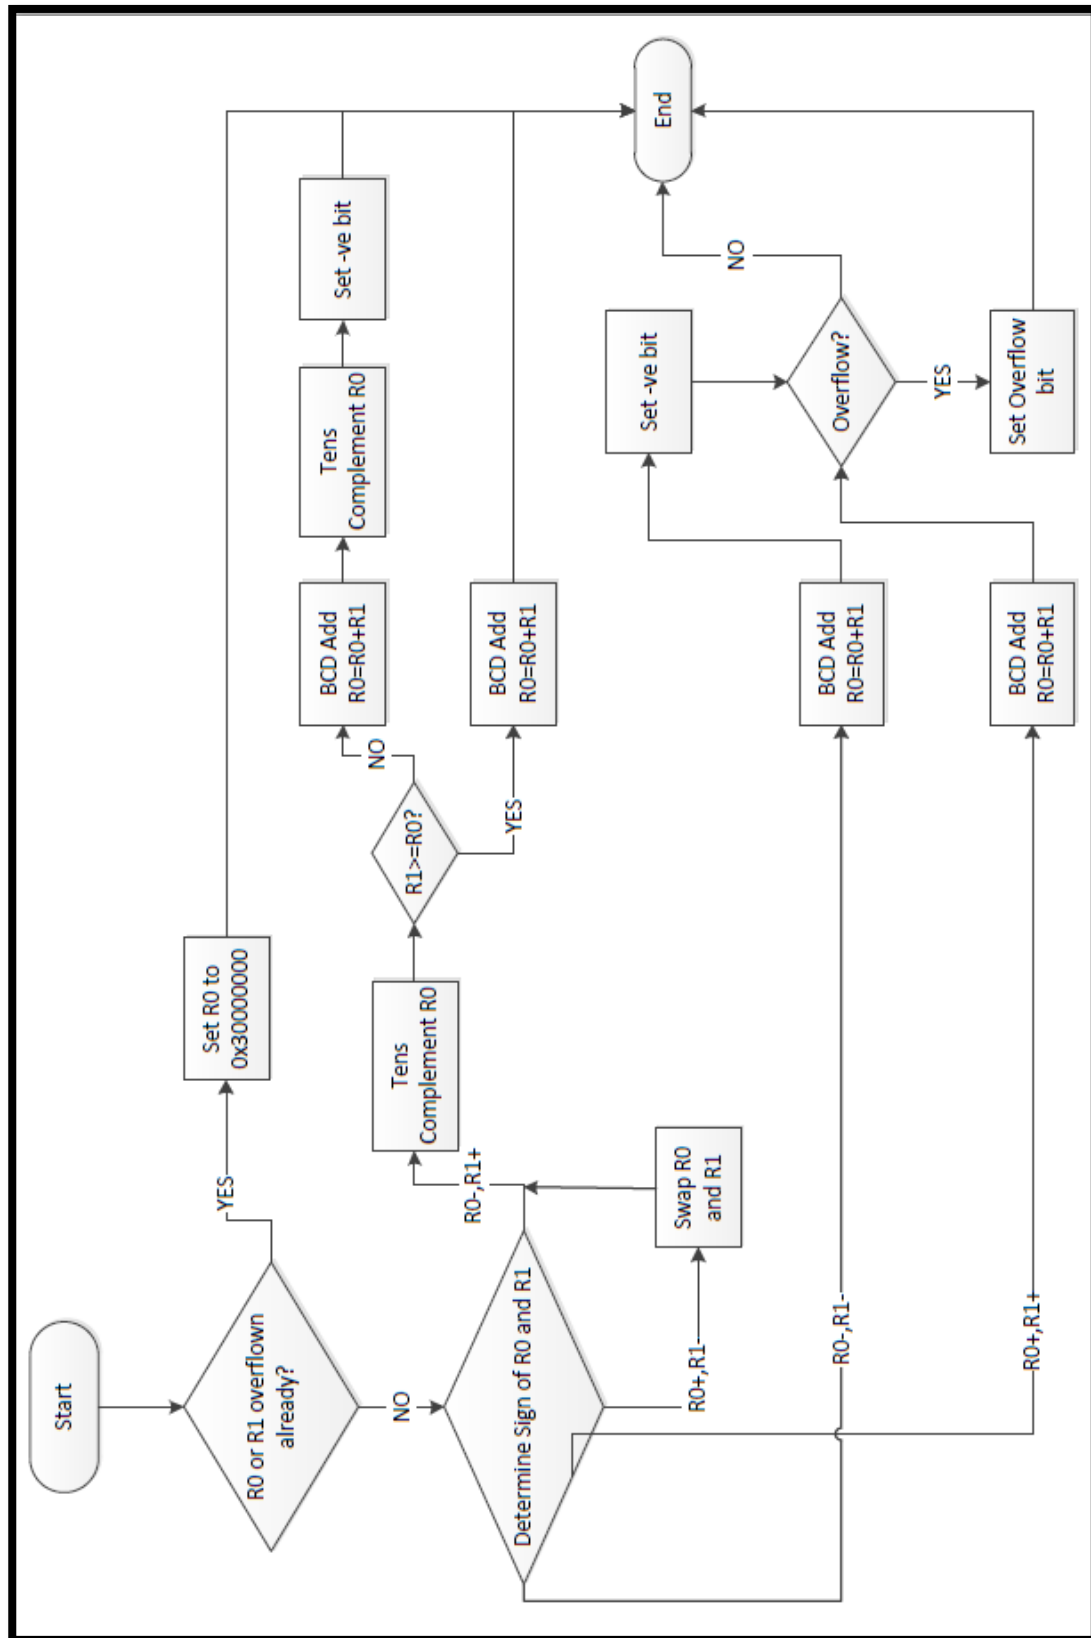 Start
R0 or R1 overflown
already?
YES
Set R0 to
0x30000000
NO
Determine Sign of R0 and R1
R0-,R1+
Tens
Complement R0
R1>=R0?
NO
BCD Add
R0=R0+R1
Tens
Complement R0
Set -ve bit
YES
BCD Add
R0=R0+R1
R0+,R1-
Swap R0
and R1
R0-,R1-
BCD Add
R0=R0+R1
Set -ve bit
R0+,R1+
BCD Add
R0=R0+R1
Overflow?
NO
YES
Set Overflow
bit
End